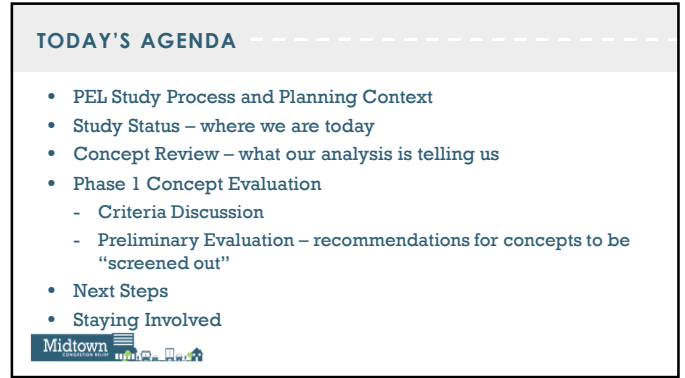 TODAY'S AGENDA
• PEL Study Process and Planning Context
• Study Status – where we are today
• Concept Review – what our analysis is telling us
• Phase 1 Concept Evaluation
- Criteria Discussion
- Preliminary Evaluation – recommendations for concepts to be
“screened out”
• Next Steps
• Staying Involved
Midtown
CONGESTION RELIEF